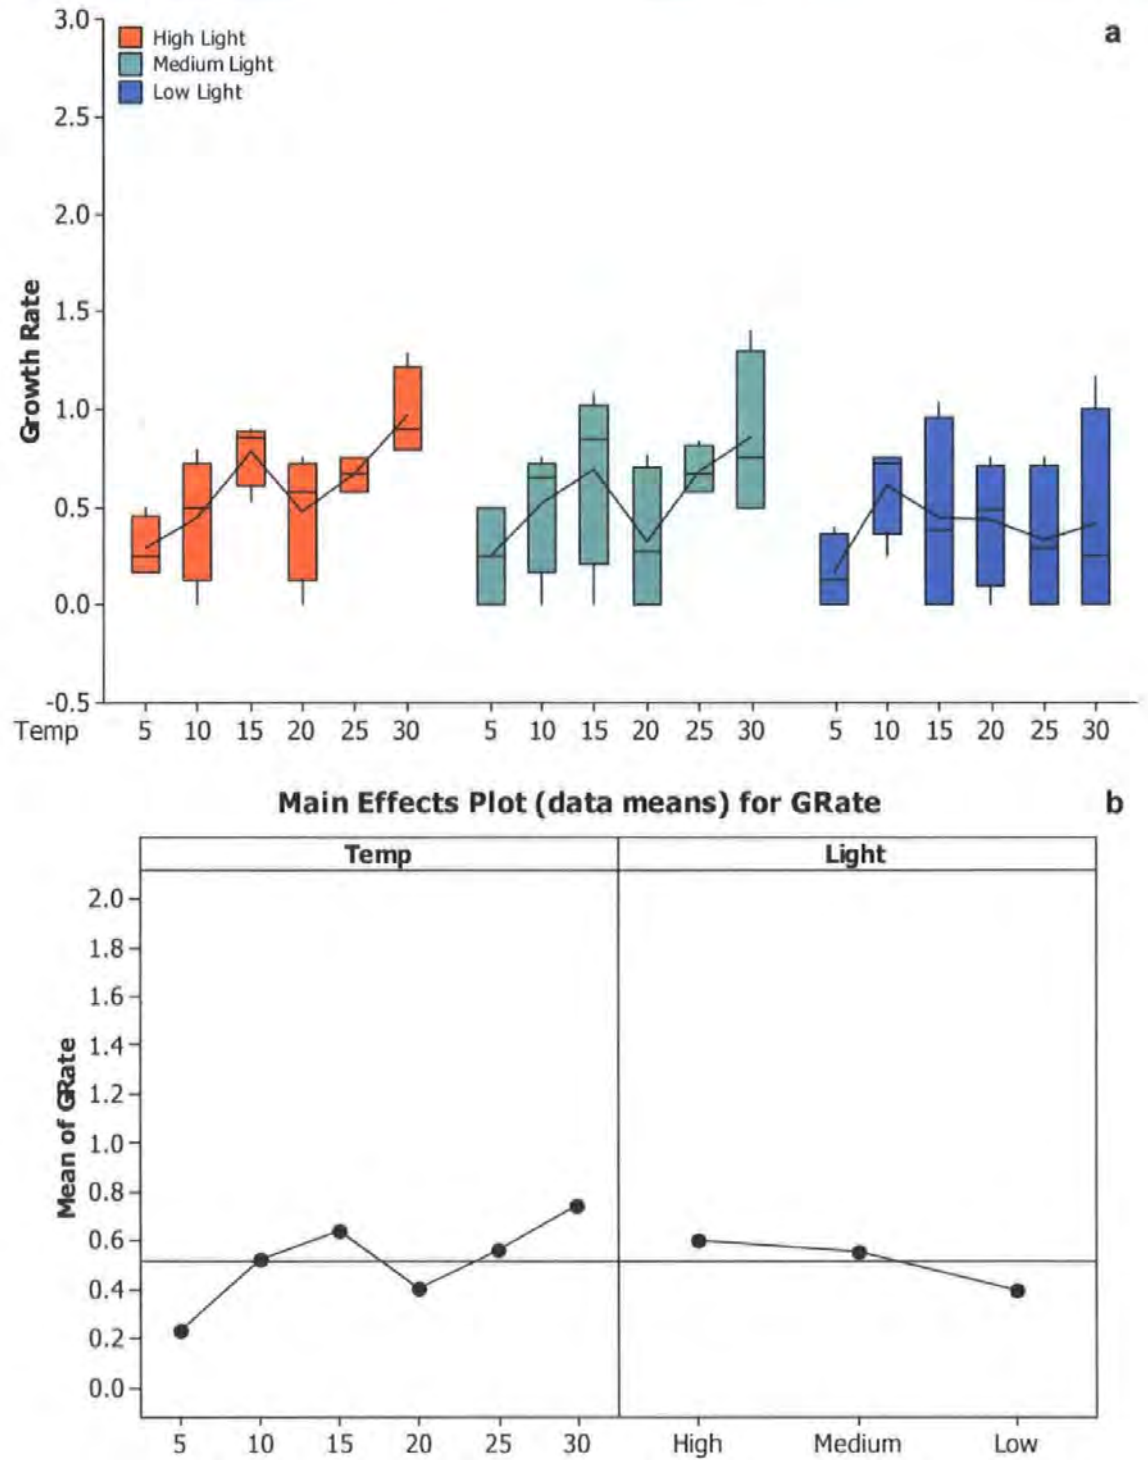 a
3.0
High Light
Medium Light
Low Light
2.5
2.0
1.5
1.0
0.5
0.0
-0.5
Growth Rate
Temp 5 10 15 20 25 30 5 10 15 20 25 30 5 10 15 20 25 30
Main Effects Plot (data means) for GRate
b
Temp Light
2.0
1.8
1.6
1.4
1.2
1.0
0.8
0.6
0.4
0.2
0.0
Mean of GRate
5 10 15 20 25 30 High Medium Low